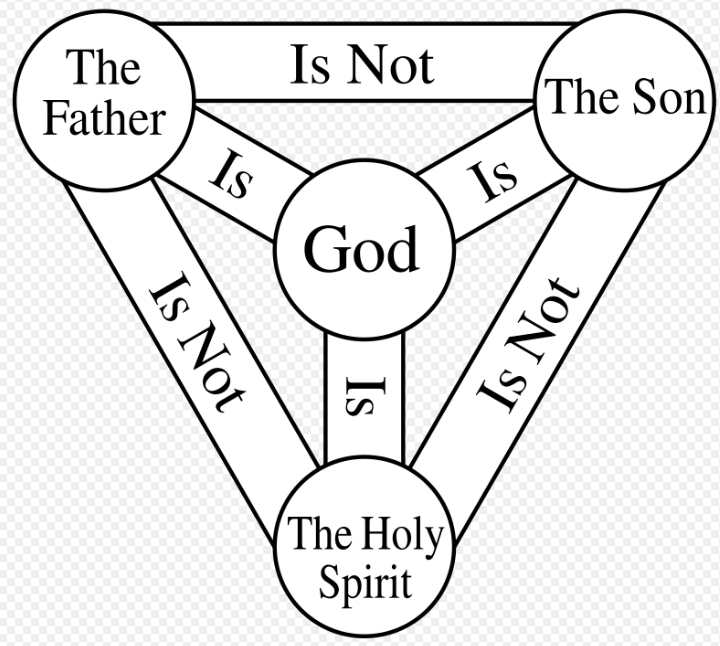 The
Father
Is Not
The Son
Is
Is
God
Is Not
Is
Is Not
The Holy
Spirit